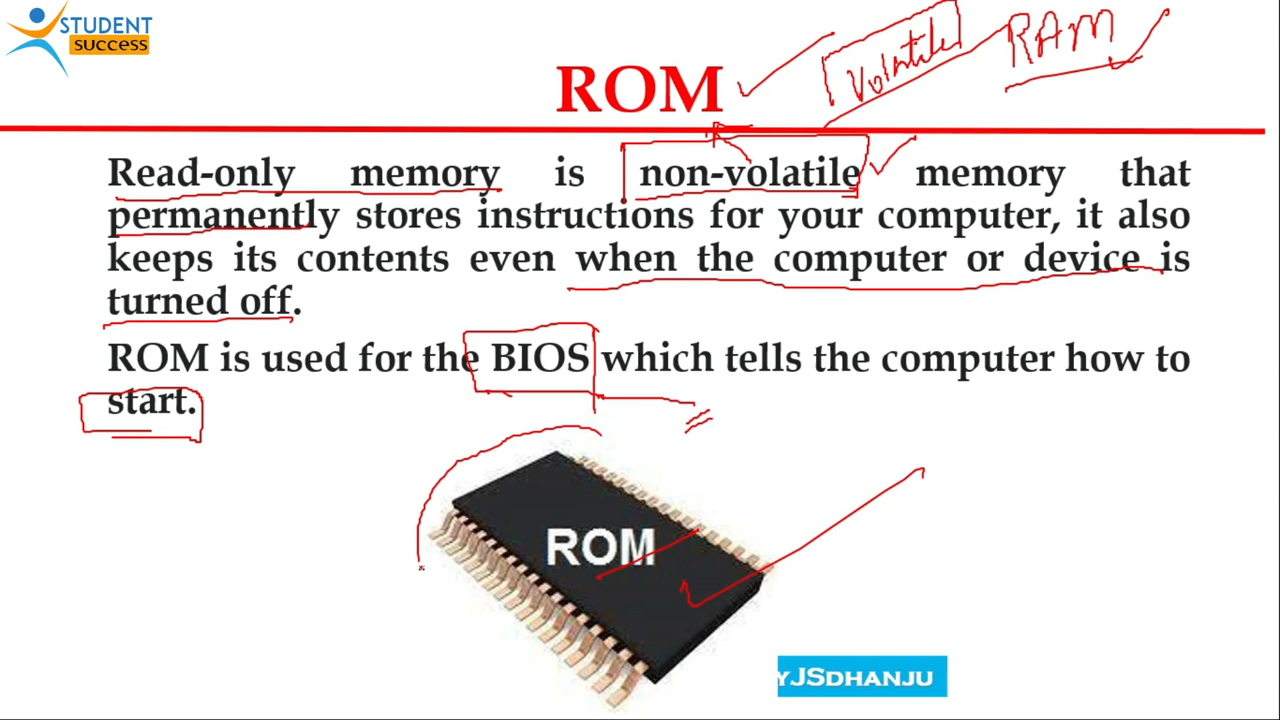 STUDENT
success
Volatile RAM
ROM
Read-only memory is non-volatile memory that
permanently stores instructions for your computer, it also
keeps its contents even when the computer or device is
turned off.
ROM is used for the BIOS which tells the computer how to
start.
ROM
YJSDHANJU